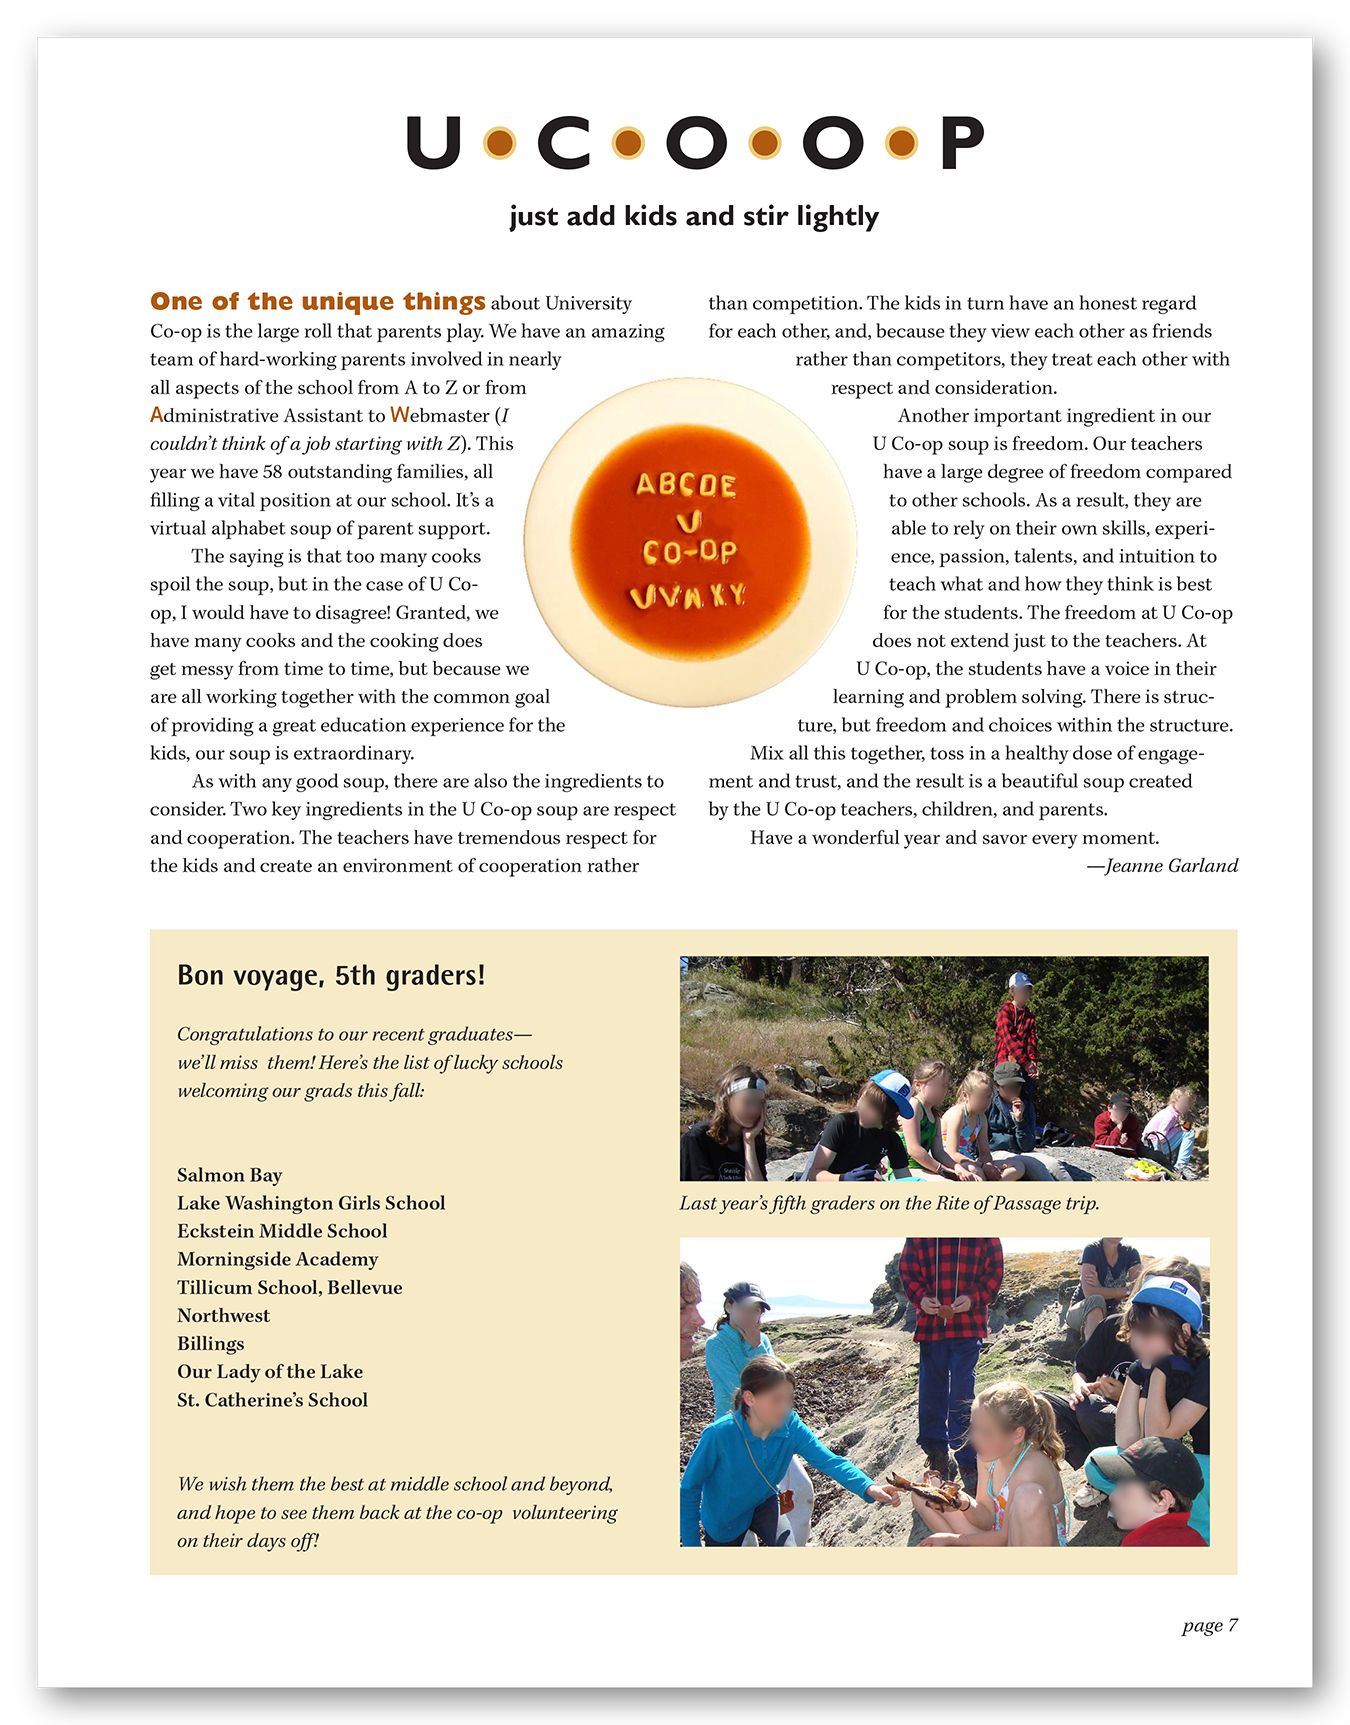 U•C•O•O•P
just add kids and stir lightly
One of the unique things about University
Co-op is the large roll that parents play. We have an amazing
team of hard-working parents involved in nearly
all aspects of the school from A to Z or from
Administrative Assistant to Webmaster (I
couldn't think of a job starting with Z). This
year we have 58 outstanding families, all
filling a vital position at our school. It's a
virtual alphabet soup of parent support.
The saying is that too many cooks
spoil the soup, but in the case of U Co-
op, I would have to disagree! Granted, we
have many cooks and the cooking does
get messy from time to time, but because we
are all working together with the common goal
of providing a great education experience for the
kids, our soup is extraordinary.
As with any good soup, there are also the ingredients to
consider. Two key ingredients in the U Co-op soup are respect
and cooperation. The teachers have tremendous respect for
the kids and create an environment of cooperation rather
ABCDE
U
CO-OP
UVWXY
than competition. The kids in turn have an honest regard
for each other, and, because they view each other as friends
rather than competitors, they treat each other with
respect and consideration.
Another important ingredient in our
U Co-op soup is freedom. Our teachers
have a large degree of freedom compared
to other schools. As a result, they are
able to rely on their own skills, experi-
ence, passion, talents, and intuition to
teach what and how they think is best
for the students. The freedom at U Co-op
does not extend just to the teachers. At
U Co-op, the students have a voice in their
learning and problem solving. There is struc-
ture, but freedom and choices within the structure.
Mix all this together, toss in a healthy dose of engage-
ment and trust, and the result is a beautiful soup created
by the U Co-op teachers, children, and parents.
Have a wonderful year and savor every moment.
—Jeanne Garland
Bon voyage, 5th graders!
Congratulations to our recent graduates—
we'll miss  them! Here's the list of lucky schools
welcoming our grads this fall:
Salmon Bay
Lake Washington Girls School
Eckstein Middle School
Morningside Academy
Tillicum School, Bellevue
Northwest
Billings
Our Lady of the Lake
St. Catherine's School
We wish them the best at middle school and beyond,
and hope to see them back at the co-op  volunteering
on their days off!
Last year's fifth graders on the Rite of Passage trip.
page 7